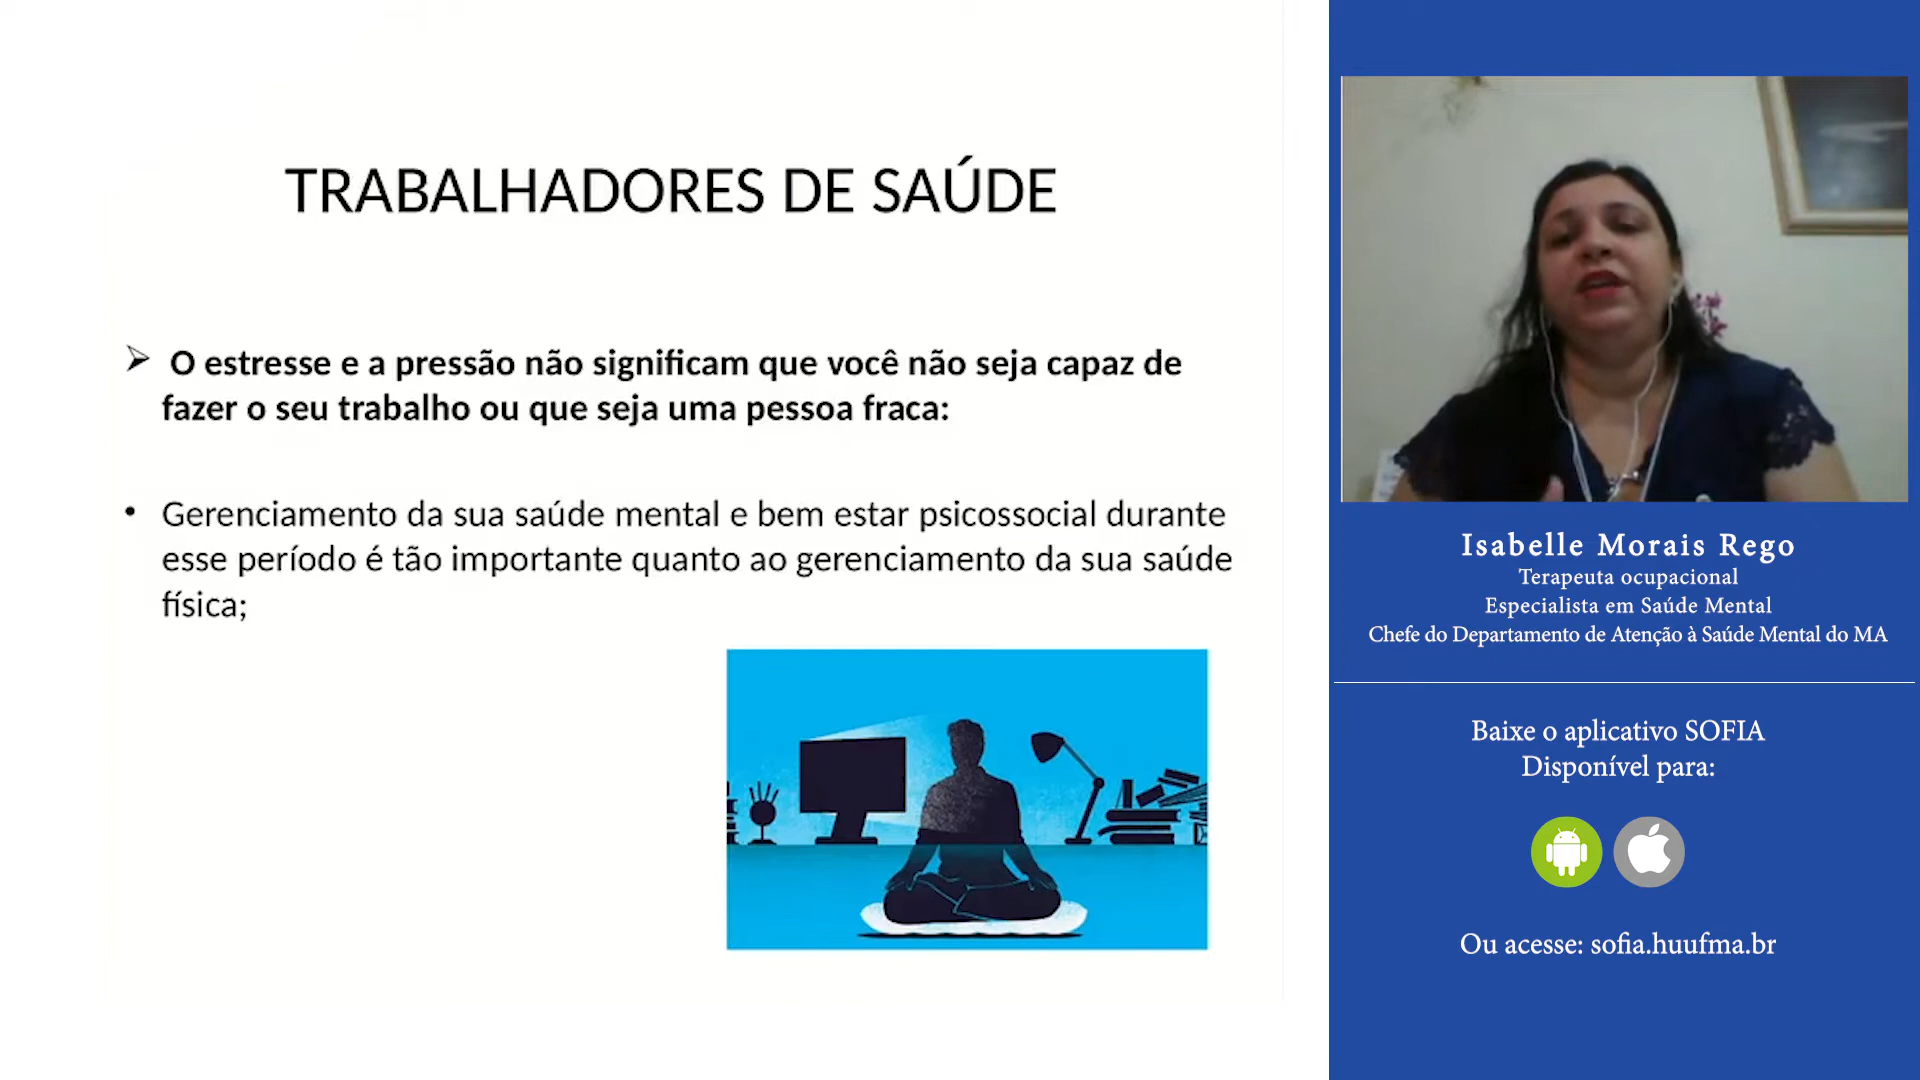 TRABALHADORES DE SAÚDE
➢ O estresse e a pressão não significam que você não seja capaz de
fazer o seu trabalho ou que seja uma pessoa fraca:
• Gerenciamento da sua saúde mental e bem estar psicossocial durante
esse período é tão importante quanto ao gerenciamento da sua saúde
física;
Isabelle Morais Rego
Terapeuta ocupacional
Especialista em Saúde Mental
Chefe do Departamento de Atenção à Saúde Mental do MA
Baixe o aplicativo SOFIA
Disponível para:
Ou acesse: sofia.huufma.br